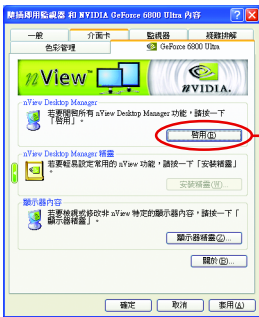 隨插即用監視器 和 NVIDIA GeForce 6800 Ultra 內容
一般 介面卡 監視器 疑難排解
色彩管理 GeForce 6800 Ultra
nView™
nVIDIA.
nView Desktop Manager
若要開啟所有 nView Desktop Manager 功能，請按一下「啟用」。
啟用(E)
nView Desktop Manager 精靈
若要輕易設定常用的 nView 功能，請按一下「安裝精靈」。
安裝精靈(W)...
顯示器內容
若要檢視或修改非 nView 特定的顯示器內容，請按一下「顯示器精靈」。
顯示器精靈(Z)...
關於(B)...
確定 取消 套用(A)